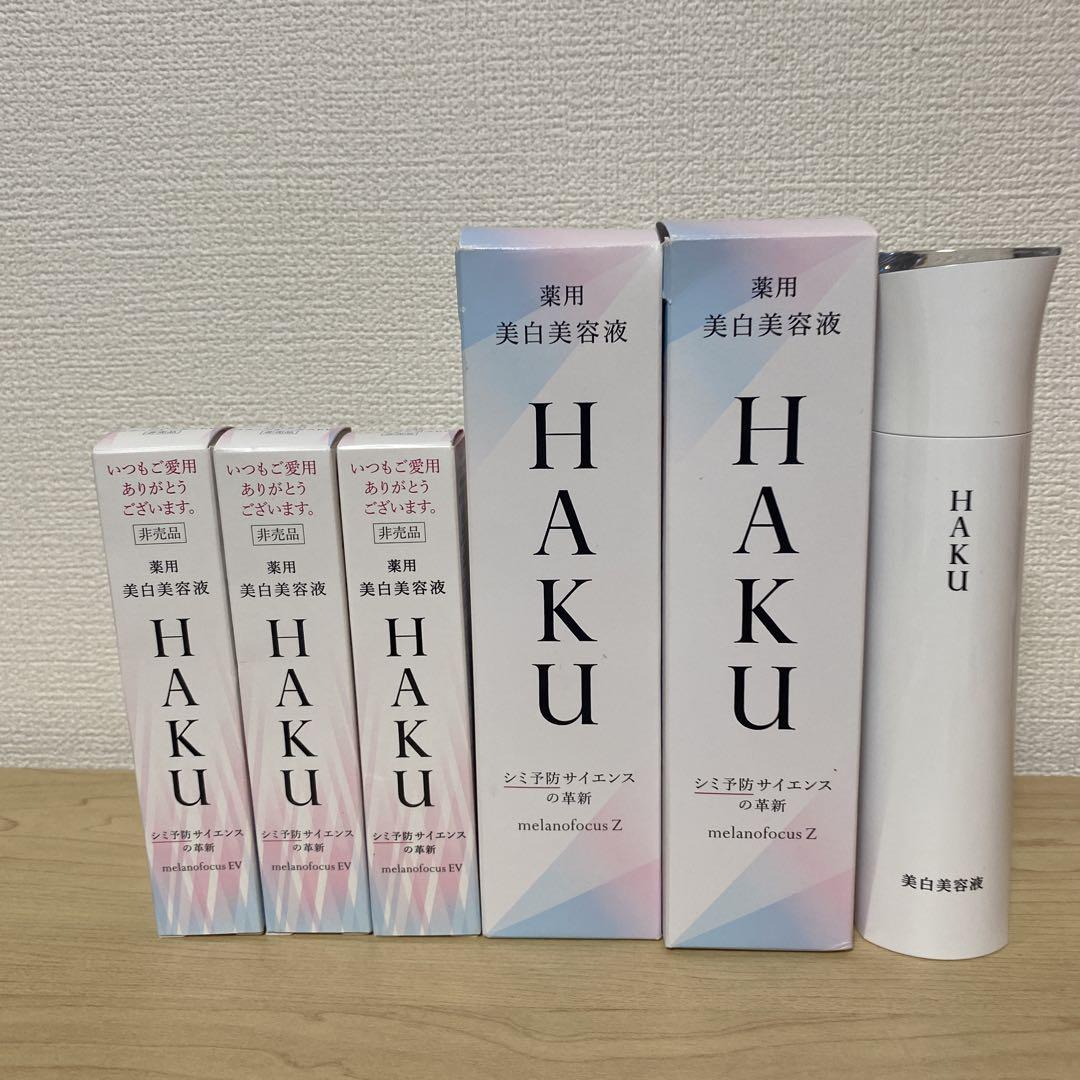 いつもご愛用
ありがとう
ございます。
非売品
薬用
美白美容液
HAKU
シミ予防サイエンス
の革新
melanofocus EV
いつもご愛用
ありがとう
ございます。
非売品
薬用
美白美容液
HAKU
シミ予防サイエンス
の革新
melanofocus EV
いつもご愛用
ありがとう
ございます。
非売品
薬用
美白美容液
HAKU
シミ予防サイエンス
の革新
melanofocus EV
薬用
美白美容液
HAKU
シミ予防サイエンス
の革新
melanofocus Z
薬用
美白美容液
HAKU
シミ予防サイエンス
の革新
melanofocus Z
HAKU
美白美容液